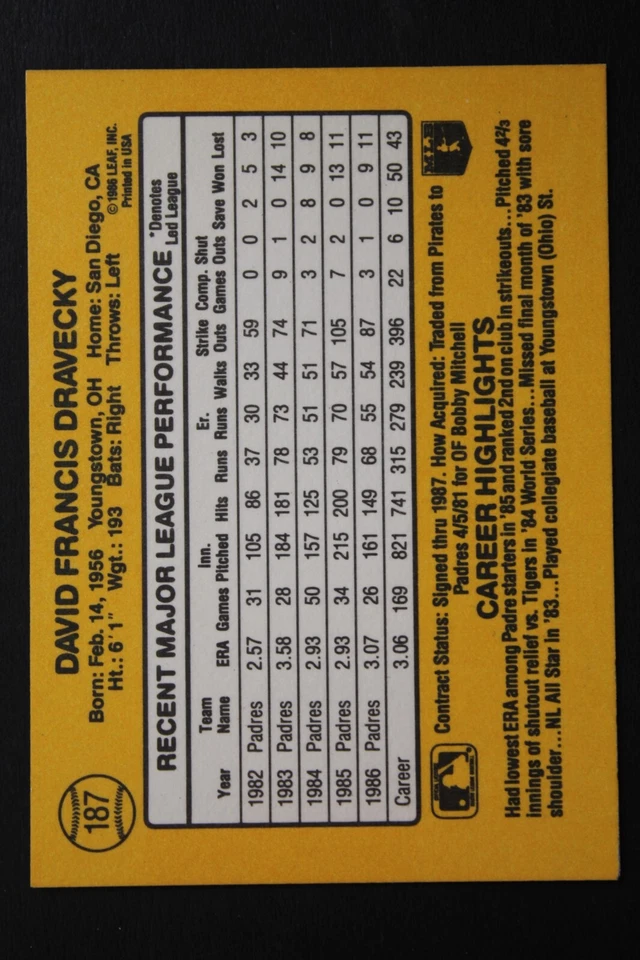 187
DAVID FRANCIS DRAVECKY
Born: Feb. 14, 1956 Youngstown, OH Home: San Diego, CA
Ht.: 6'1" Wgt.: 193 Bats: Right Throws: Left
© 1986 LEAF, INC.
Printed in USA
RECENT MAJOR LEAGUE PERFORMANCE *Denotes Led League
Year Team Name ERA Games Inn. Pitched Hits Runs Er. Runs Walks Strike Outs Comp. Games Shut Outs Save Won Lost
1982 Padres 2.57 31 105 86 37 30 33 59 0 0 2 5 3
1983 Padres 3.58 28 184 181 78 73 44 74 9 1 0 14 10
1984 Padres 2.93 50 157 125 53 51 51 71 3 2 8 9 8
1985 Padres 2.93 34 215 200 79 70 57 105 7 2 0 13 11
1986 Padres 3.07 26 161 149 68 55 54 87 3 1 0 9 11
Career 3.06 169 821 741 315 279 239 396 22 6 10 50 43
Contract Status: Signed thru 1987. How Acquired: Traded from Pirates to
Padres 4/5/81 for OF Bobby Mitchell
CAREER HIGHLIGHTS
Had lowest ERA among Padre starters in '85 and ranked 2nd on club in strikeouts...Pitched 4⅔
innings of shutout relief vs. Tigers in '84 World Series...Missed final month of '83 with sore
shoulder...NL All Star in '83...Played collegiate baseball at Youngstown (Ohio) St.